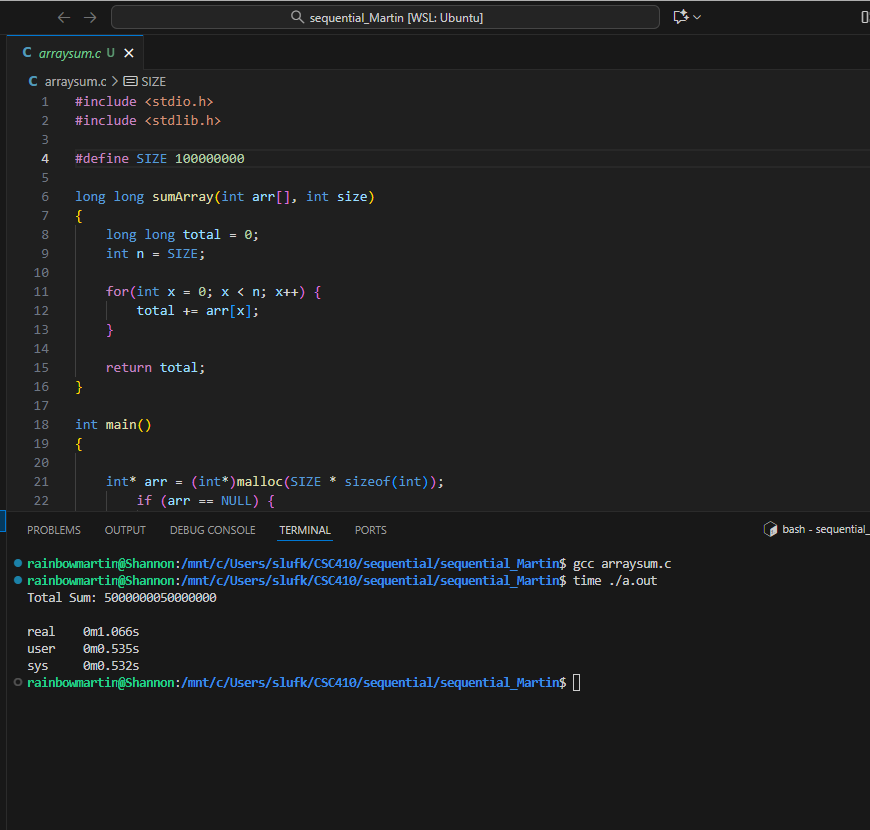 sequential_Martin [WSL: Ubuntu]
C arraysum.c U
C arraysum.c > SIZE
1 #include <stdio.h>
2 #include <stdlib.h>
3
4 #define SIZE 100000000
5
6 long long sumArray(int arr[], int size)
7 {
8     long long total = 0;
9     int n = SIZE;
10
11     for(int x = 0; x < n; x++) {
12         total += arr[x];
13     }
14
15     return total;
16 }
17
18 int main()
19 {
20
21     int* arr = (int*)malloc(SIZE * sizeof(int));
22         if (arr == NULL) {
PROBLEMS OUTPUT DEBUG CONSOLE TERMINAL PORTS bash - sequential_
rainbowmartin@Shannon:/mnt/c/Users/slufk/CSC410/sequential/sequential_Martin$ gcc arraysum.c
rainbowmartin@Shannon:/mnt/c/Users/slufk/CSC410/sequential/sequential_Martin$ time ./a.out
Total Sum: 5000000050000000
real 0m1.066s
user 0m0.535s
sys 0m0.532s
rainbowmartin@Shannon:/mnt/c/Users/slufk/CSC410/sequential/sequential_Martin$